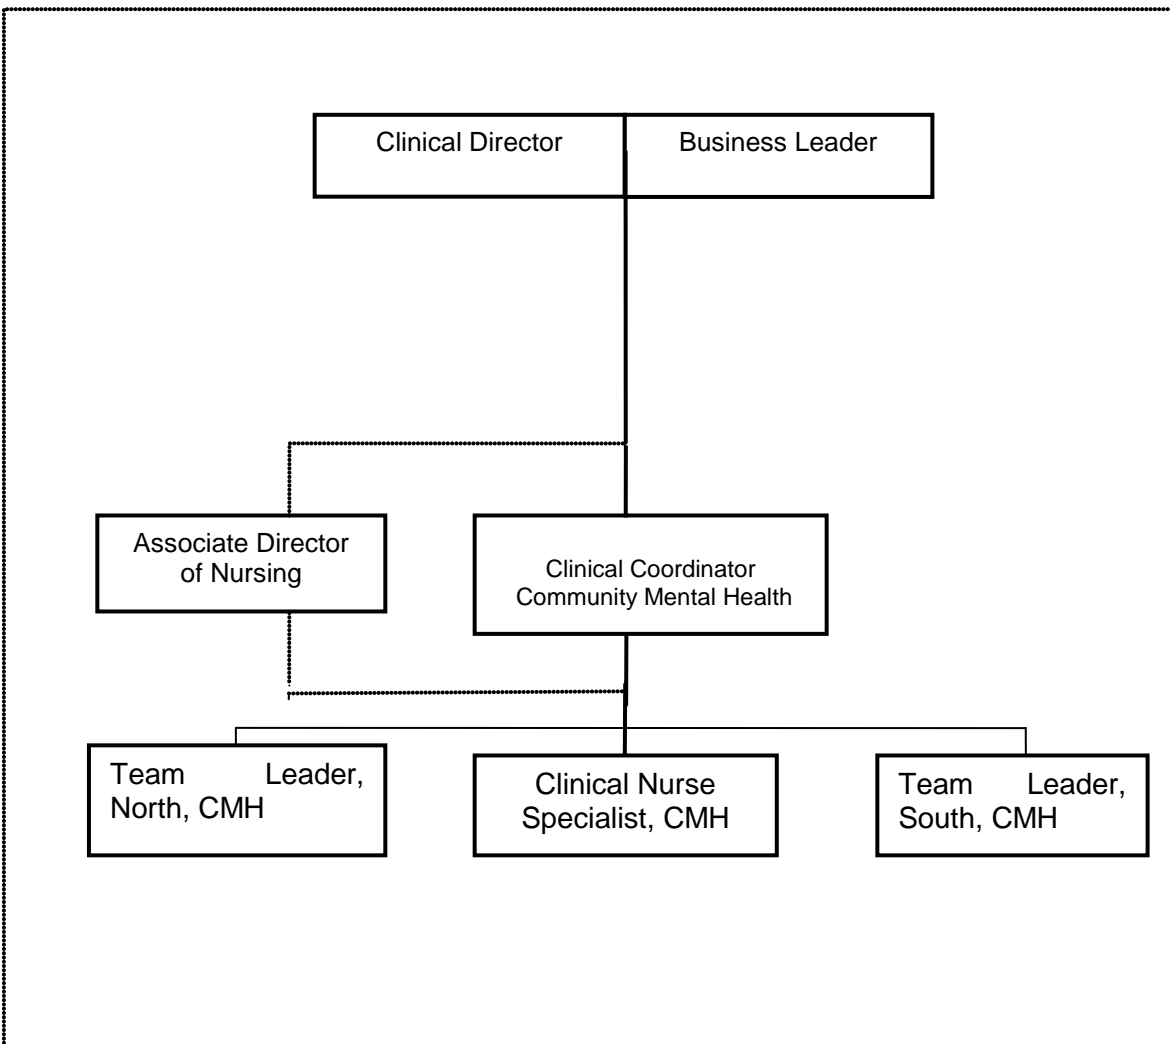 Clinical Director
Business Leader
Associate Director
of Nursing
Clinical Coordinator
Community Mental Health
Team Leader,
North, CMH
Clinical Nurse
Specialist, CMH
Team Leader,
South, CMH